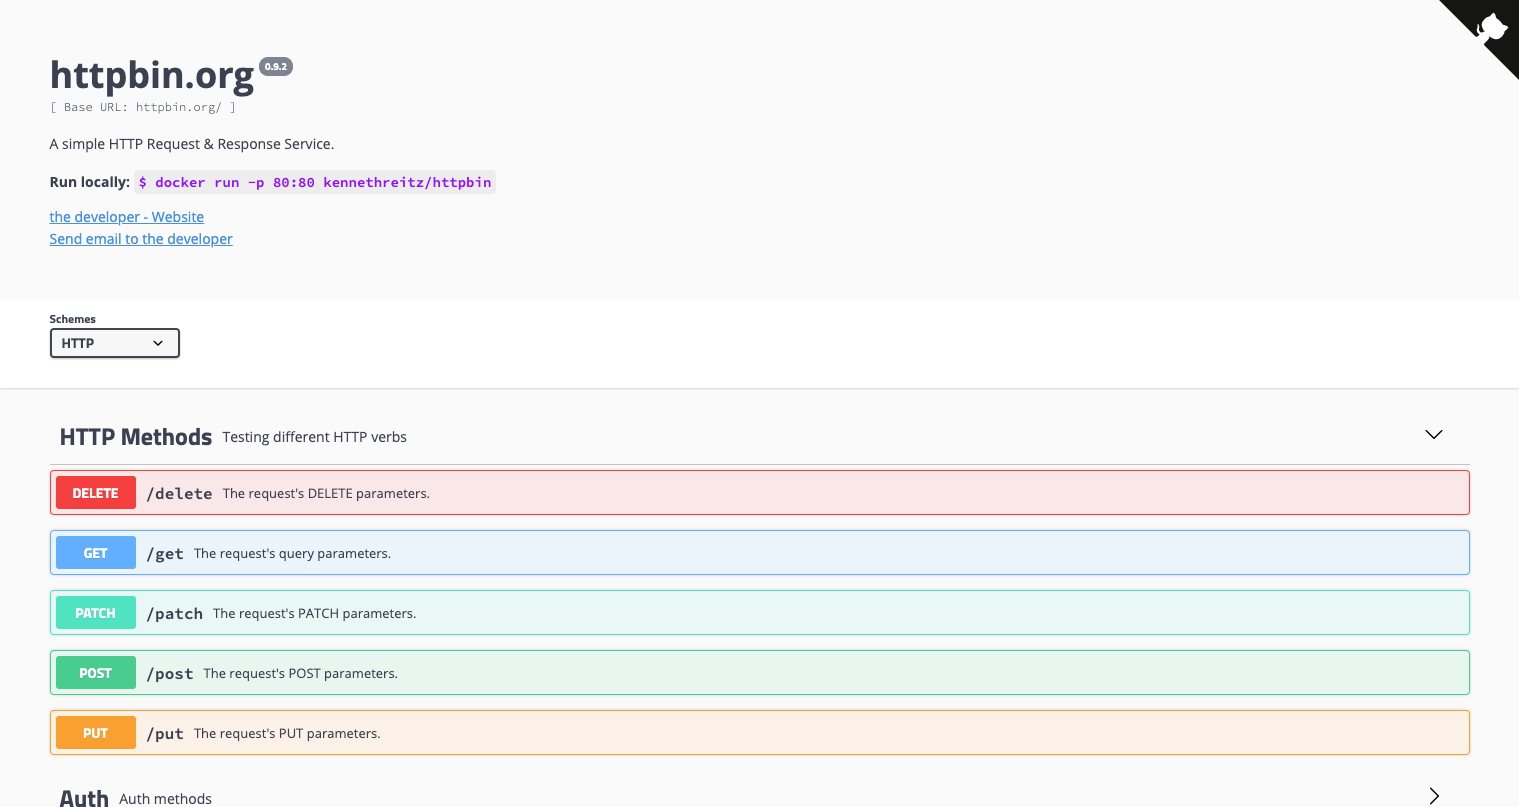 httpbin.org 0.9.2
[ Base URL: httpbin.org/ ]
A simple HTTP Request & Response Service.
Run locally: $ docker run -p 80:80 kennethreitz/httpbin
the developer - Website
Send email to the developer
Schemes
HTTP
HTTP Methods Testing different HTTP verbs
DELETE /delete The request's DELETE parameters.
GET /get The request's query parameters.
PATCH /patch The request's PATCH parameters.
POST /post The request's POST parameters.
PUT /put The request's PUT parameters.
Auth Auth methods